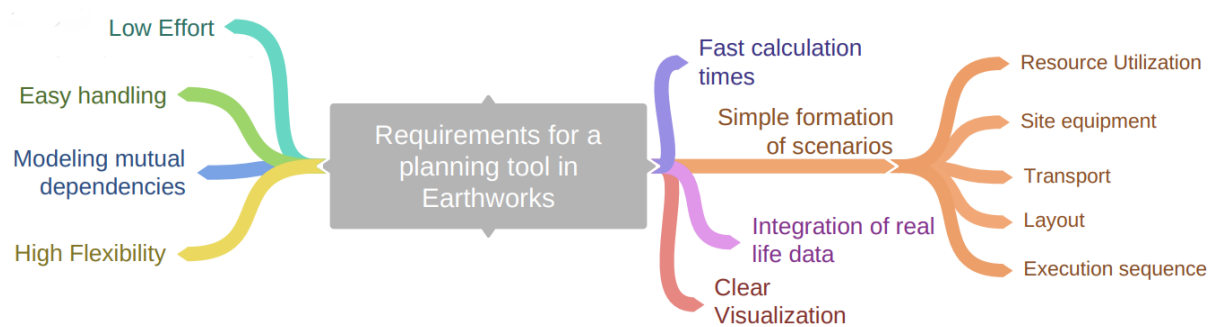 Low Effort
Easy handling
Modeling mutual
dependencies
High Flexibility
Requirements for a
planning tool in
Earthworks
Fast calculation
times
Simple formation
of scenarios
Integration of real
life data
Clear
Visualization
Resource Utilization
Site equipment
Transport
Layout
Execution sequence